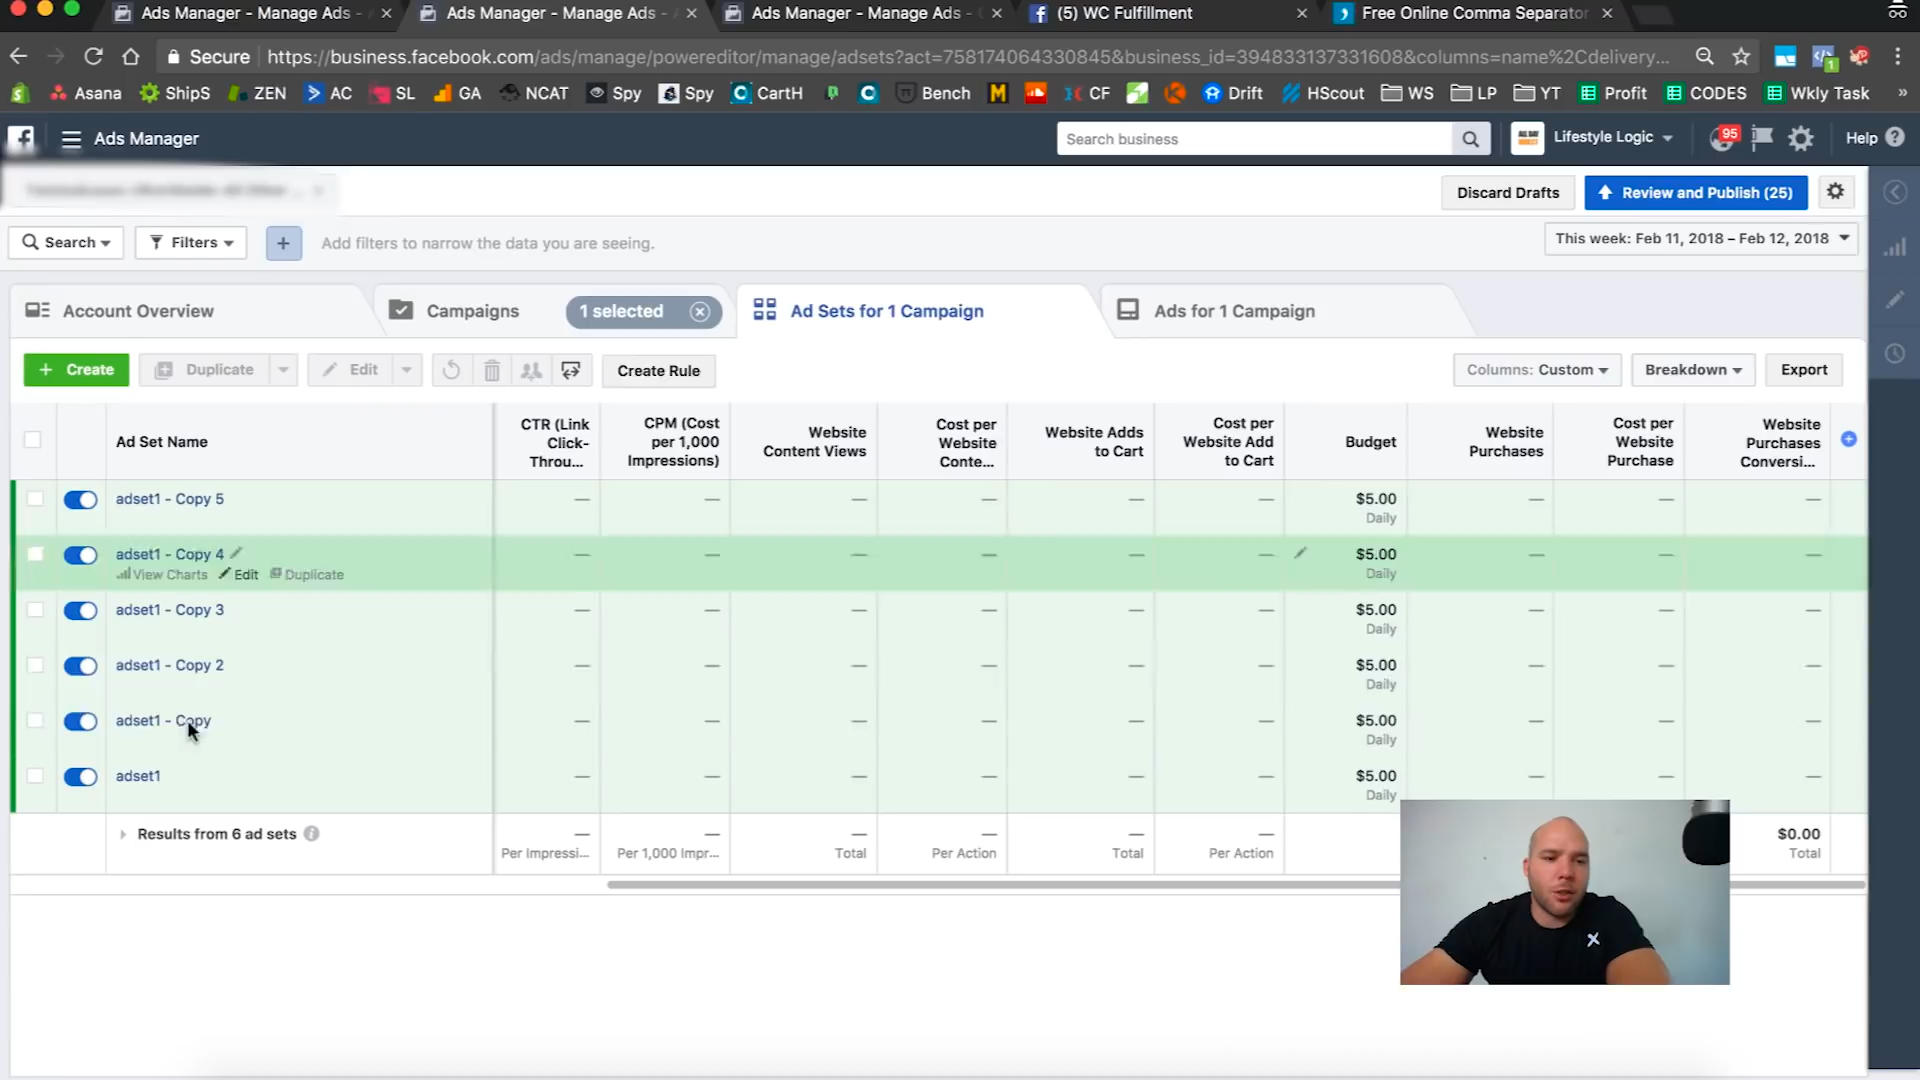 Ads Manager - Manage Ads - Ads Manager - Manage Ads - Ads Manager - Manage Ads - (5) WC Fulfillment Free Online Comma Separator
Secure https://business.facebook.com/ads/manage/powereditor/manage/adsets?act=758174064330845&business_id=394833137331608&columns=name%2Cdelivery...
Asana ShipS ZEN AC SL GA NCAT Spy Spy CartH Bench CF Drift HScout WS LP YT Profit CODES Wkly Task »
Ads Manager Search business Lifestyle Logic 95 Help
Discard Drafts Review and Publish (25)
Search Filters + Add filters to narrow the data you are seeing. This week: Feb 11, 2018 – Feb 12, 2018
Account Overview Campaigns 1 selected Ad Sets for 1 Campaign Ads for 1 Campaign
+ Create Duplicate Edit Create Rule Columns: Custom Breakdown Export
Ad Set Name
CTR (Link
Click-
Throu...
CPM (Cost
per 1,000
Impressions)
Website
Content Views
Cost per
Website
Conte...
Website Adds
to Cart
Cost per
Website Add
to Cart
Budget
Website
Purchases
Cost per
Website
Purchase
Website
Purchases
Conversi...
adset1 - Copy 5 — — — — — — $5.00 — — —
Daily
adset1 - Copy 4 — — — — — — $5.00 — — —
View Charts Edit Duplicate Daily
adset1 - Copy 3 — — — — — — $5.00 — — —
Daily
adset1 - Copy 2 — — — — — — $5.00 — — —
Daily
adset1 - Copy — — — — — — $5.00 — — —
Daily
adset1 — — — — — — $5.00 — — —
Daily
Results from 6 ad sets — — — — — — $0.00
Per Impressi... Per 1,000 Impr... Total Per Action Total Per Action Total